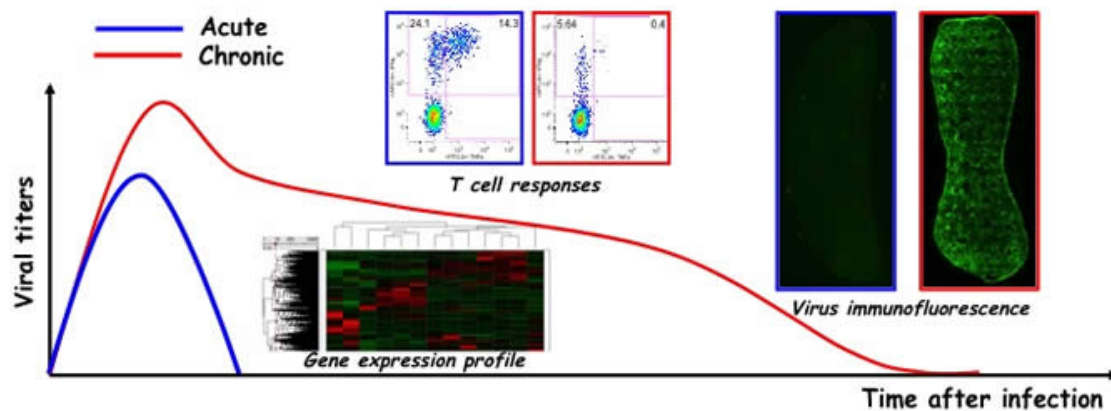 Acute
Chronic
24.1 14.3
5.64 0.4
T cell responses
Viral titers
Gene expression profile
Virus immunofluorescence
Time after infection